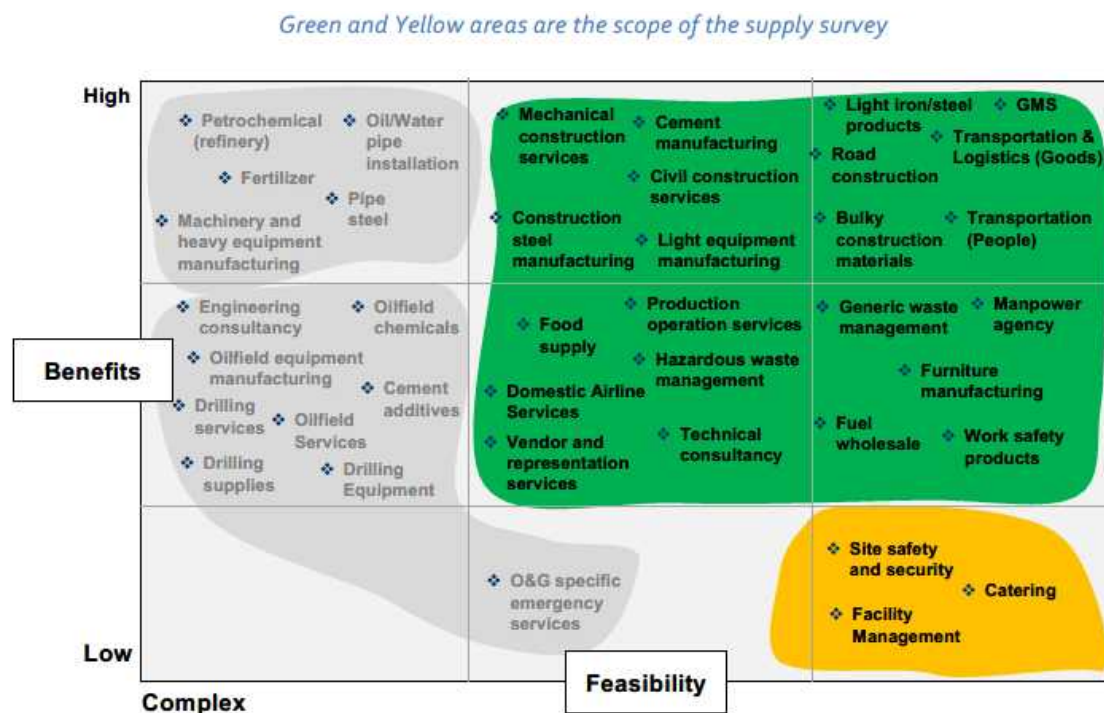 Green and Yellow areas are the scope of the supply survey
High
Petrochemical
(refinery)
Oil/Water
pipe
installation
Fertilizer
Pipe
steel
Machinery and
heavy equipment
manufacturing
Mechanical
construction
services
Cement
manufacturing
Civil construction
services
Construction
steel
manufacturing
Light equipment
manufacturing
Light iron/steel
products
GMS
Transportation &
Logistics (Goods)
Road
construction
Bulky
construction
materials
Transportation
(People)
Benefits
Engineering
consultancy
Oilfield
chemicals
Oilfield equipment
manufacturing
Cement
additives
Drilling
services
Oilfield
Services
Drilling
supplies
Drilling
Equipment
Production
operation services
Food
supply
Hazardous waste
management
Domestic Airline
Services
Vendor and
representation
services
Technical
consultancy
Generic waste
management
Manpower
agency
Furniture
manufacturing
Fuel
wholesale
Work safety
products
O&G specific
emergency
services
Site safety
and security
Catering
Facility
Management
Low
Feasibility
Complex